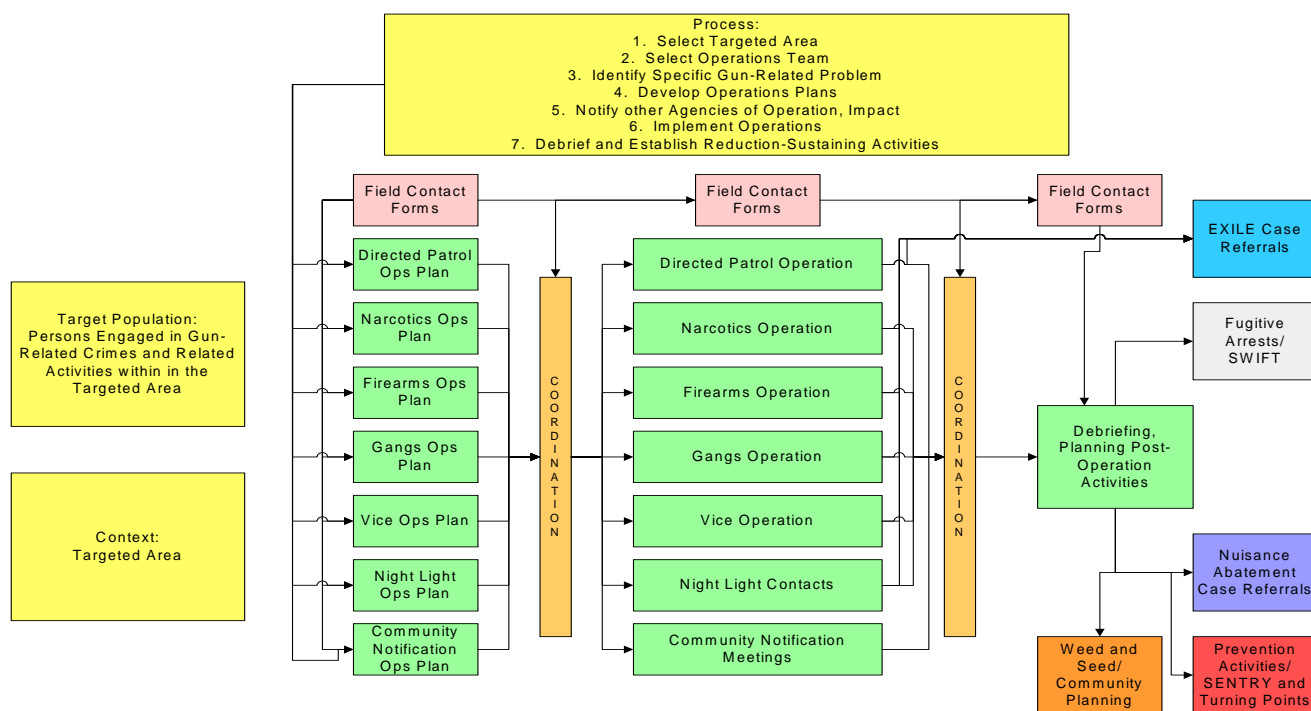 Process:
1. Select Targeted Area
2. Select Operations Team
3. Identify Specific Gun-Related Problem
4. Develop Operations Plans
5. Notify other Agencies of Operation, Impact
6. Implement Operations
7. Debrief and Establish Reduction-Sustaining Activities
Field Contact
Forms
Field Contact
Forms
Field Contact
Forms
EXILE Case
Referrals
Directed Patrol
Ops Plan
Directed Patrol Operation
Target Population:
Persons Engaged in Gun-
Related Crimes and Related
Activities within in the
Targeted Area
Narcotics Ops
Plan
Narcotics Operation
Fugitive
Arrests/
SWIFT
Firearms Ops
Plan
COORDINATION
Firearms Operation
COORDINATION
Gangs Ops
Plan
Gangs Operation
Debriefing,
Planning Post-
Operation
Activities
Context:
Targeted Area
Vice Ops Plan
Vice Operation
Night Light
Ops Plan
Night Light Contacts
Nuisance
Abatement
Case Referrals
Community
Notification
Ops Plan
Community Notification
Meetings
Weed and
Seed/
Community
Planning
Prevention
Activities/
SENTRY and
Turning Points